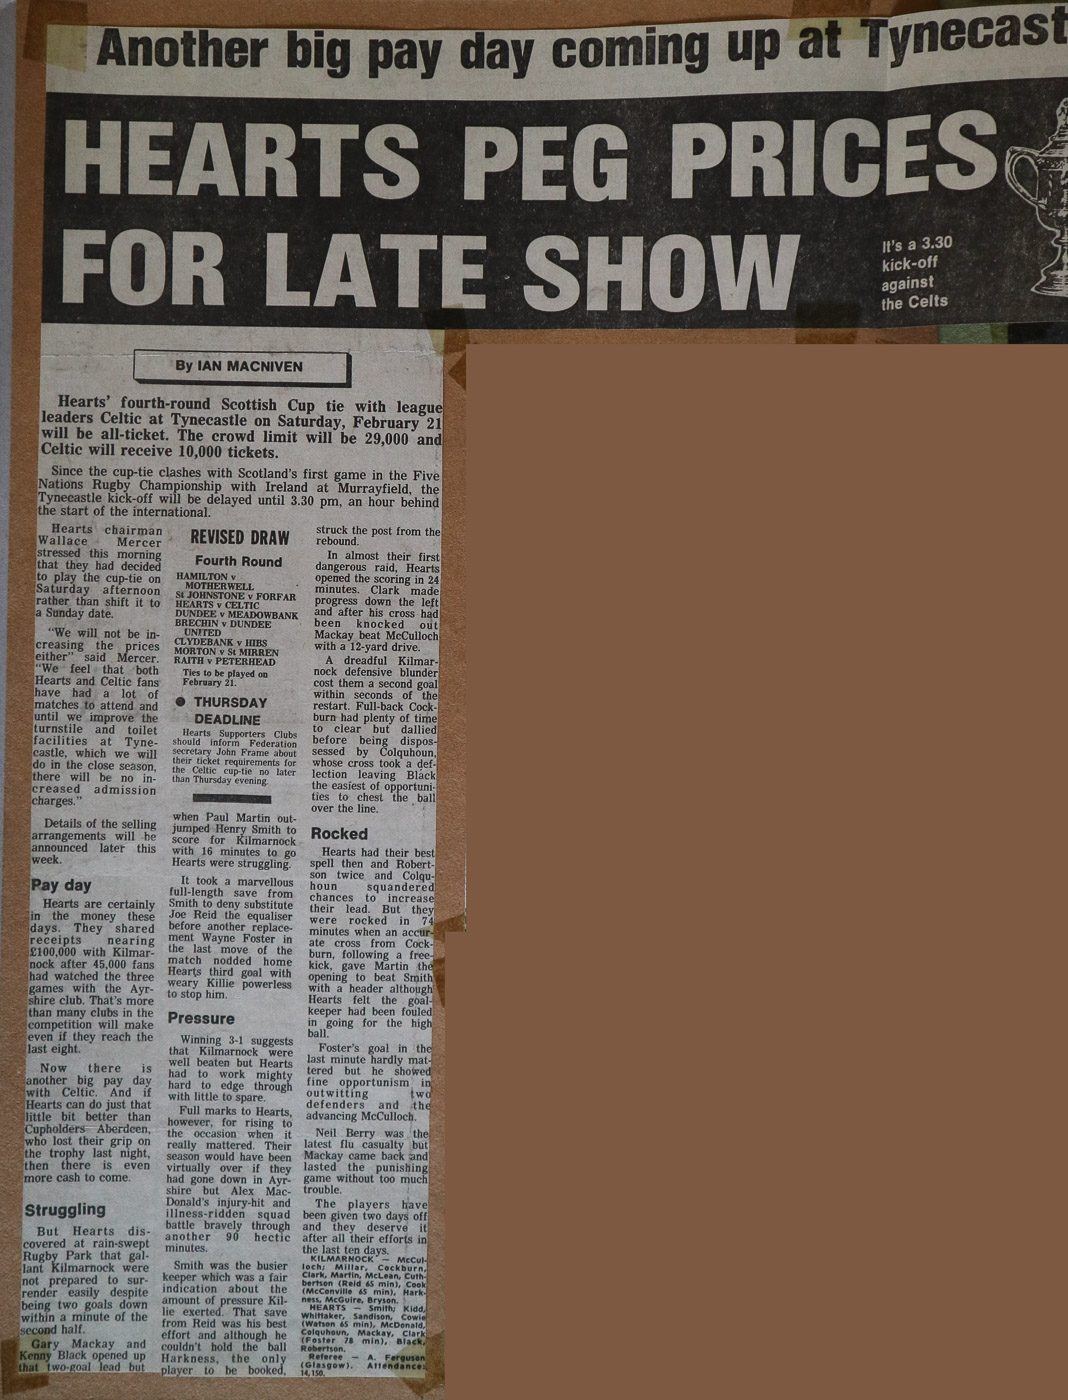 Another big pay day coming up at Tynecast
HEARTS PEG PRICES
FOR LATE SHOW
It's a 3.30
kick-off
against
the Celts
By IAN MACNIVEN
Hearts' fourth-round Scottish Cup tie with league
leaders Celtic at Tynecastle on Saturday, February 21
will be all-ticket. The crowd limit will be 29,000 and
Celtic will receive 10,000 tickets.
Since the cup-tie clashes with Scotland's first game in the Five
Nations Rugby Championship with Ireland at Murrayfield, the
Tynecastle kick-off will be delayed until 3.30 pm, an hour behind
the start of the international.
Hearts chairman
Wallace Mercer
stressed this morning
that they had decided
to play the cup-tie on
Saturday afternoon
rather than shift it to
a Sunday date.
"We will not be in-
creasing the prices
either" said Mercer.
"We feel that both
Hearts and Celtic fans
have had a lot of
matches to attend and
until we improve the
turnstile and toilet
facilities at Tyne-
castle, which we will
do in the close season,
there will be no in-
creased admission
charges."
Details of the selling
arrangements will be
announced later this
week.
Pay day
Hearts are certainly
in the money these
days. They shared
receipts nearing
£100,000 with Kilmar-
nock after 45,000 fans
had watched the three
games with the Ayr-
shire club. That's more
than many clubs in the
competition will make
even if they reach the
last eight.
Now there is
another big pay day
with Celtic. And if
Hearts can do just that
little bit better than
Cupholders Aberdeen,
who lost their grip on
the trophy last night,
then there is even
more cash to come.
Struggling
But Hearts dis-
covered at rain-swept
Rugby Park that gal-
lant Kilmarnock were
not prepared to sur-
render easily despite
being two goals down
within a minute of the
second half.
Gary Mackay and
Kenny Black opened up
that two-goal lead but
REVISED DRAW
Fourth Round
HAMILTON v
MOTHERWELL
St JOHNSTONE v FORFAR
HEARTS v CELTIC
DUNDEE v MEADOWBANK
BRECHIN v DUNDEE
UNITED
CLYDEBANK v HIBS
MORTON v St MIRREN
RAITH v PETERHEAD
Ties to be played on
February 21.
● THURSDAY
DEADLINE
Hearts Supporters Clubs
should inform Federation
secretary John Frame about
their ticket requirements for
the Celtic cup-tie no later
than Thursday evening.
when Paul Martin out-
jumped Henry Smith to
score for Kilmarnock
with 16 minutes to go
Hearts were struggling.
It took a marvellous
full-length save from
Smith to deny substitute
Joe Reid the equaliser
before another replace-
ment Wayne Foster in
the last move of the
match nodded home
Hearts third goal with
weary Killie powerless
to stop him.
Pressure
Winning 3-1 suggests
that Kilmarnock were
well beaten but Hearts
had to work mighty
hard to edge through
with little to spare.
Full marks to Hearts,
however, for rising to
the occasion when it
really mattered. Their
season would have been
virtually over if they
had gone down in Ayr-
shire but Alex Mac-
Donald's injury-hit and
illness-ridden squad
battle bravely through
another 90 hectic
minutes.
Smith was the busier
keeper which was a fair
indication about the
amount of pressure Kil-
lie exerted. That save
from Reid was his best
effort and although he
couldn't hold the ball
Harkness, the only
player to be booked,
struck the post from the
rebound.
In almost their first
dangerous raid, Hearts
opened the scoring in 24
minutes. Clark made
progress down the left
and after his cross had
been knocked out
Mackay beat McCulloch
with a 12-yard drive.
A dreadful Kilmar-
nock defensive blunder
cost them a second goal
within seconds of the
restart. Full-back Cock-
burn had plenty of time
to clear but dallied
before being dispos-
sessed by Colquhoun,
whose cross took a def-
lection leaving Black
the easiest of opportuni-
ties to chest the ball
over the line.
Rocked
Hearts had their best
spell then and Robert-
son twice and Colqu-
houn squandered
chances to increase
their lead. But they
were rocked in 74
minutes when an accur-
ate cross from Cock-
burn, following a free-
kick, gave Martin the
opening to beat Smith
with a header although
Hearts felt the goal-
keeper had been fouled
in going for the high
ball.
Foster's goal in the
last minute hardly mat-
tered but he showed
fine opportunism in
outwitting two
defenders and the
advancing McCulloch.
Neil Berry was the
latest flu casualty but
Mackay came back and
lasted the punishing
game without too much
trouble.
The players have
been given two days off
and they deserve it
after all their efforts in
the last ten days.
KILMARNOCK — McCul-
loch; Millar, Cockburn,
Clark, Martin, McLean, Cuth-
bertson (Reid 65 min), Cook
(McConville 65 min), Hark-
ness, McGuire, Bryson.
HEARTS — Smith; Kidd,
Whittaker, Sandison, Cowie
(Watson 65 min), McDonald,
Colquhoun, Mackay, Clark
(Foster 78 min), Black,
Robertson.
Referee — A. Ferguson
(Glasgow). Attendance:
14,150.